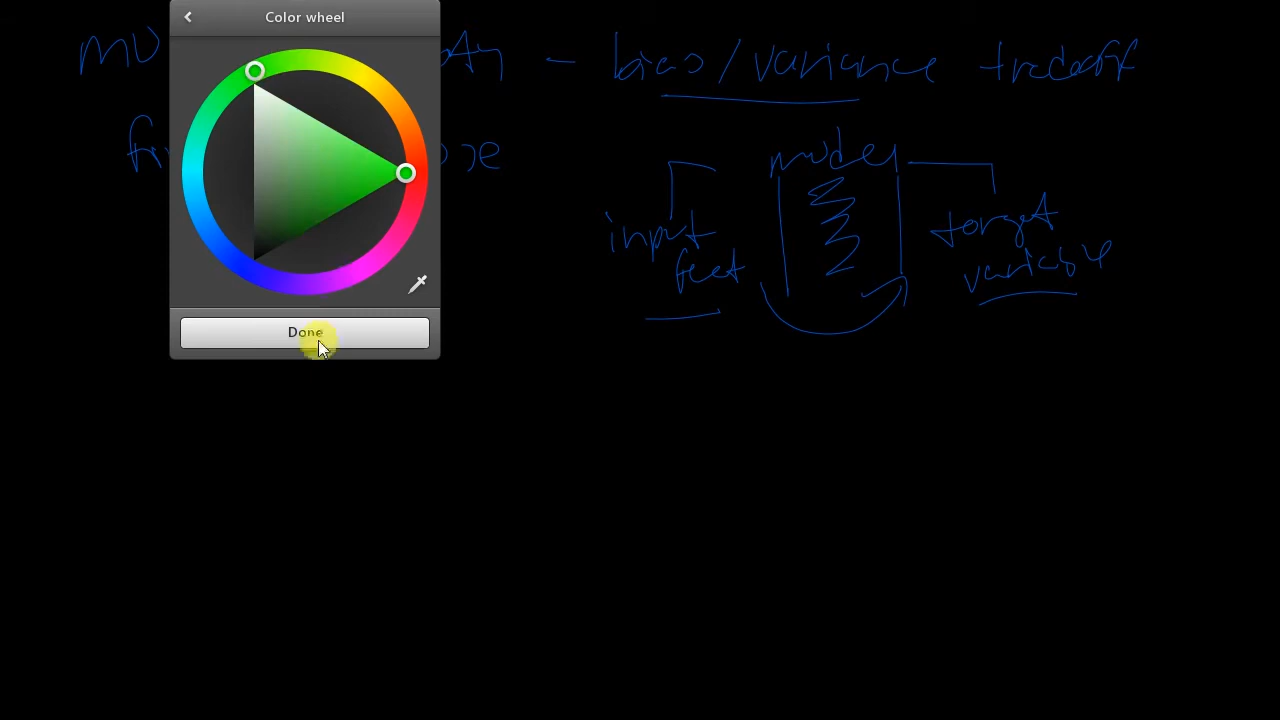 Color wheel
- bias/variance tradeoff
model
input
feat
target
variable
Done